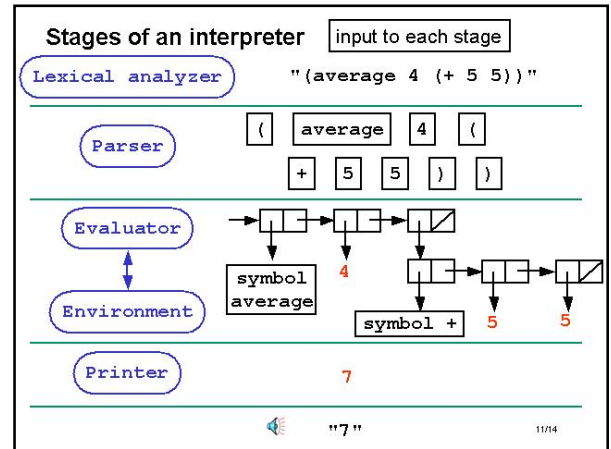 Stages of an interpreter input to each stage
Lexical analyzer "(average 4 (+ 5 5))"
Parser
( average 4 (
+ 5 5 ) )
Evaluator
symbol average
4
Environment
symbol +
5
5
Printer
7
"7"
11/14